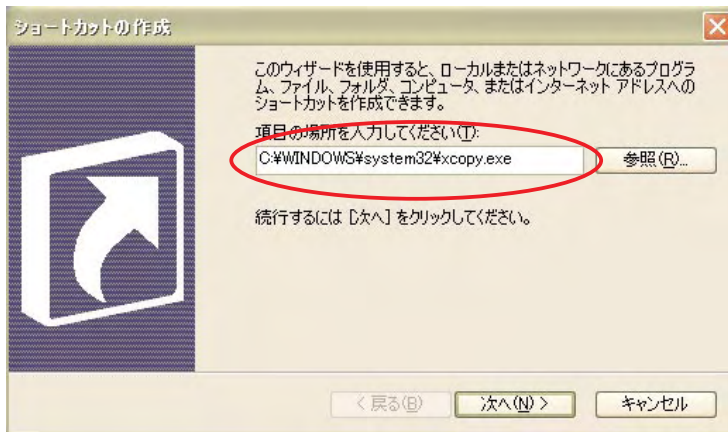 ショートカットの作成
このウィザードを使用すると、ローカルまたはネットワークにあるプログラ
ム、ファイル、フォルダ、コンピュータ、またはインターネット アドレスへの
ショートカットを作成できます。
項目の場所を入力してください(T):
C:¥WINDOWS¥system32¥xcopy.exe
参照(R)...
続行するには [次へ] をクリックしてください。
< 戻る(B)
次へ(N) >
キャンセル